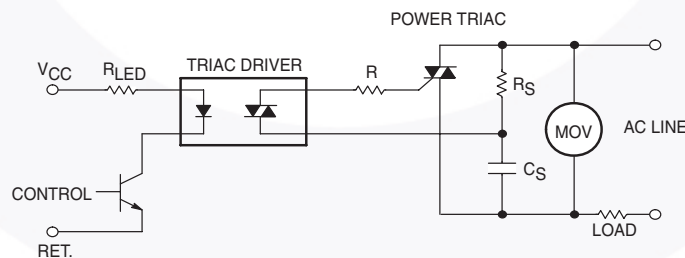 POWER TRIAC
TRIAC DRIVER
VCC
RLED
R
RS
MOV
AC LINE
CS
CONTROL
RET.
LOAD